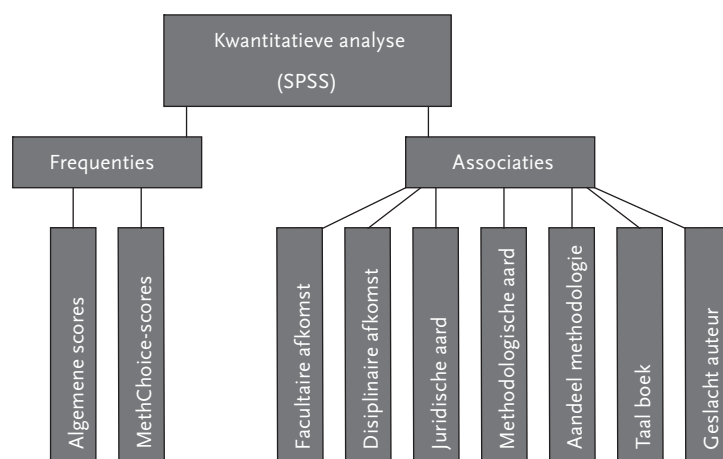 Kwantitatieve analyse
(SPSS)
Frequenties
Associaties
Algemene scores
MethChoice-scores
Facultaire afkomst
Disiplinaire afkomst
Juridische aard
Methodologische aard
Aandeel methodologie
Taal boek
Geslacht auteur